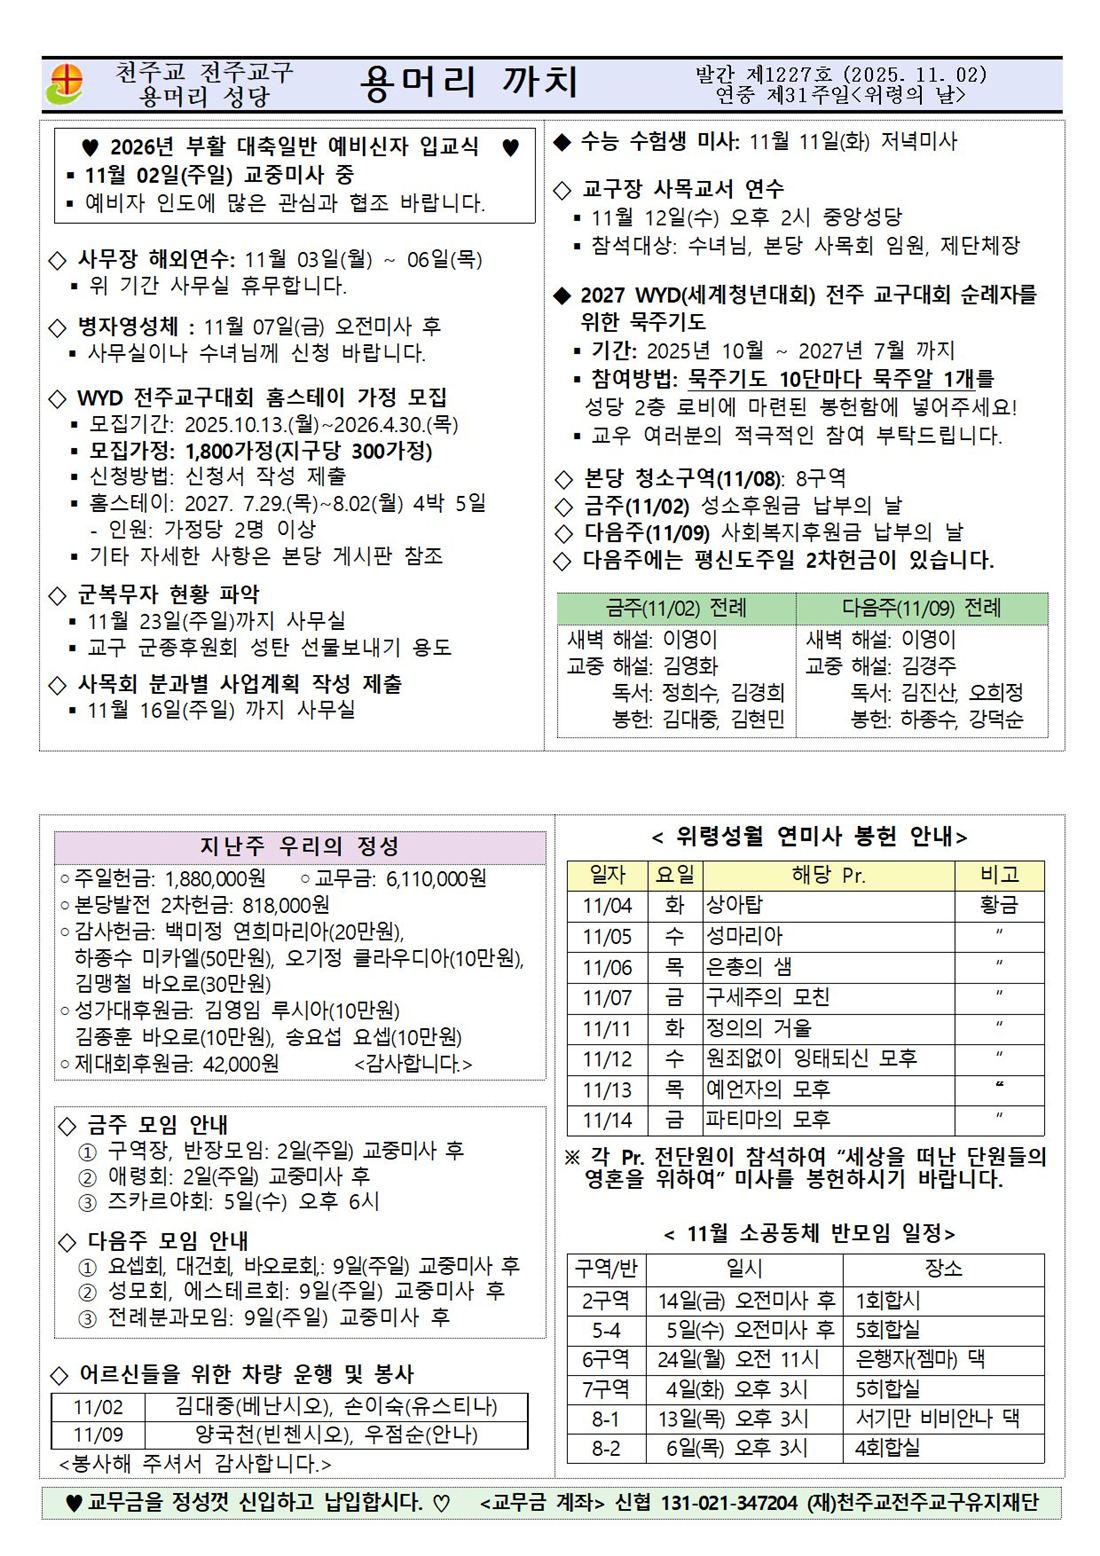 천주교 전주교구
용머리 성당
용머리 까치
발간 제1227호 (2025. 11. 02)
연중 제31주일<위령의 날>
♥ 2026년 부활 대축일반 예비신자 입교식 ♥
▪ 11월 02일(주일) 교중미사 중
▪ 예비자 인도에 많은 관심과 협조 바랍니다.
◇ 사무장 해외연수: 11월 03일(월) ~ 06일(목)
▪ 위 기간 사무실 휴무합니다.
◇ 병자영성체 : 11월 07일(금) 오전미사 후
▪ 사무실이나 수녀님께 신청 바랍니다.
◇ WYD 전주교구대회 홈스테이 가정 모집
▪ 모집기간: 2025.10.13.(월)~2026.4.30.(목)
▪ 모집가정: 1,800가정(지구당 300가정)
▪ 신청방법: 신청서 작성 제출
▪ 홈스테이: 2027. 7.29.(목)~8.02(월) 4박 5일
- 인원: 가정당 2명 이상
▪ 기타 자세한 사항은 본당 게시판 참조
◇ 군복무자 현황 파악
▪ 11월 23일(주일)까지 사무실
▪ 교구 군종후원회 성탄 선물보내기 용도
◇ 사목회 분과별 사업계획 작성 제출
▪ 11월 16일(주일) 까지 사무실
◆ 수능 수험생 미사: 11월 11일(화) 저녁미사
◇ 교구장 사목교서 연수
▪ 11월 12일(수) 오후 2시 중앙성당
▪ 참석대상: 수녀님, 본당 사목회 임원, 제단체장
◆ 2027 WYD(세계청년대회) 전주 교구대회 순례자를
위한 묵주기도
▪ 기간: 2025년 10월 ~ 2027년 7월 까지
▪ 참여방법: 묵주기도 10단마다 묵주알 1개를
성당 2층 로비에 마련된 봉헌함에 넣어주세요!
▪ 교우 여러분의 적극적인 참여 부탁드립니다.
◇ 본당 청소구역(11/08): 8구역
◇ 금주(11/02) 성소후원금 납부의 날
◇ 다음주(11/09) 사회복지후원금 납부의 날
◇ 다음주에는 평신도주일 2차헌금이 있습니다.
금주(11/02) 전례 다음주(11/09) 전례
새벽 해설: 이영이 새벽 해설: 이영이
교중 해설: 김영화 교중 해설: 김경주
독서: 정희수, 김경희 독서: 김진산, 오희정
봉헌: 김대중, 김현민 봉헌: 하종수, 강덕순
지난주 우리의 정성
○ 주일헌금: 1,880,000원 ○ 교무금: 6,110,000원
○ 본당발전 2차헌금: 818,000원
○ 감사헌금: 백미정 연희마리아(20만원),
하종수 미카엘(50만원), 오기정 클라우디아(10만원),
김맹철 바오로(30만원)
○ 성가대후원금: 김영임 루시아(10만원)
김종훈 바오로(10만원), 송요섭 요셉(10만원)
○ 제대회후원금: 42,000원 <감사합니다.>
◇ 금주 모임 안내
① 구역장, 반장모임: 2일(주일) 교중미사 후
② 애령회: 2일(주일) 교중미사 후
③ 즈카르야회: 5일(수) 오후 6시
◇ 다음주 모임 안내
① 요셉회, 대건회, 바오로회,: 9일(주일) 교중미사 후
② 성모회, 에스테르회: 9일(주일) 교중미사 후
③ 전례분과모임: 9일(주일) 교중미사 후
◇ 어르신들을 위한 차량 운행 및 봉사
11/02 김대중(베난시오), 손이숙(유스티나)
11/09 양국천(빈첸시오), 우점순(안나)
<봉사해 주셔서 감사합니다.>
< 위령성월 연미사 봉헌 안내>
일자 요일 해당 Pr. 비고
11/04 화 상아탑 황금
11/05 수 성마리아 〃
11/06 목 은총의 샘 〃
11/07 금 구세주의 모친 〃
11/11 화 정의의 거울 〃
11/12 수 원죄없이 잉태되신 모후 〃
11/13 목 예언자의 모후 “
11/14 금 파티마의 모후 〃
※ 각 Pr. 전단원이 참석하여 “세상을 떠난 단원들의
영혼을 위하여” 미사를 봉헌하시기 바랍니다.
< 11월 소공동체 반모임 일정>
구역/반 일시 장소
2구역 14일(금) 오전미사 후 1회합시
5-4 5일(수) 오전미사 후 5회합실
6구역 24일(월) 오전 11시 은행자(젬마) 댁
7구역 4일(화) 오후 3시 5히합실
8-1 13일(목) 오후 3시 서기만 비비안나 댁
8-2 6일(목) 오후 3시 4회합실
♥ 교무금을 정성껏 신입하고 납입합시다. ♡ <교무금 계좌> 신협 131-021-347204 (재)천주교전주교구유지재단